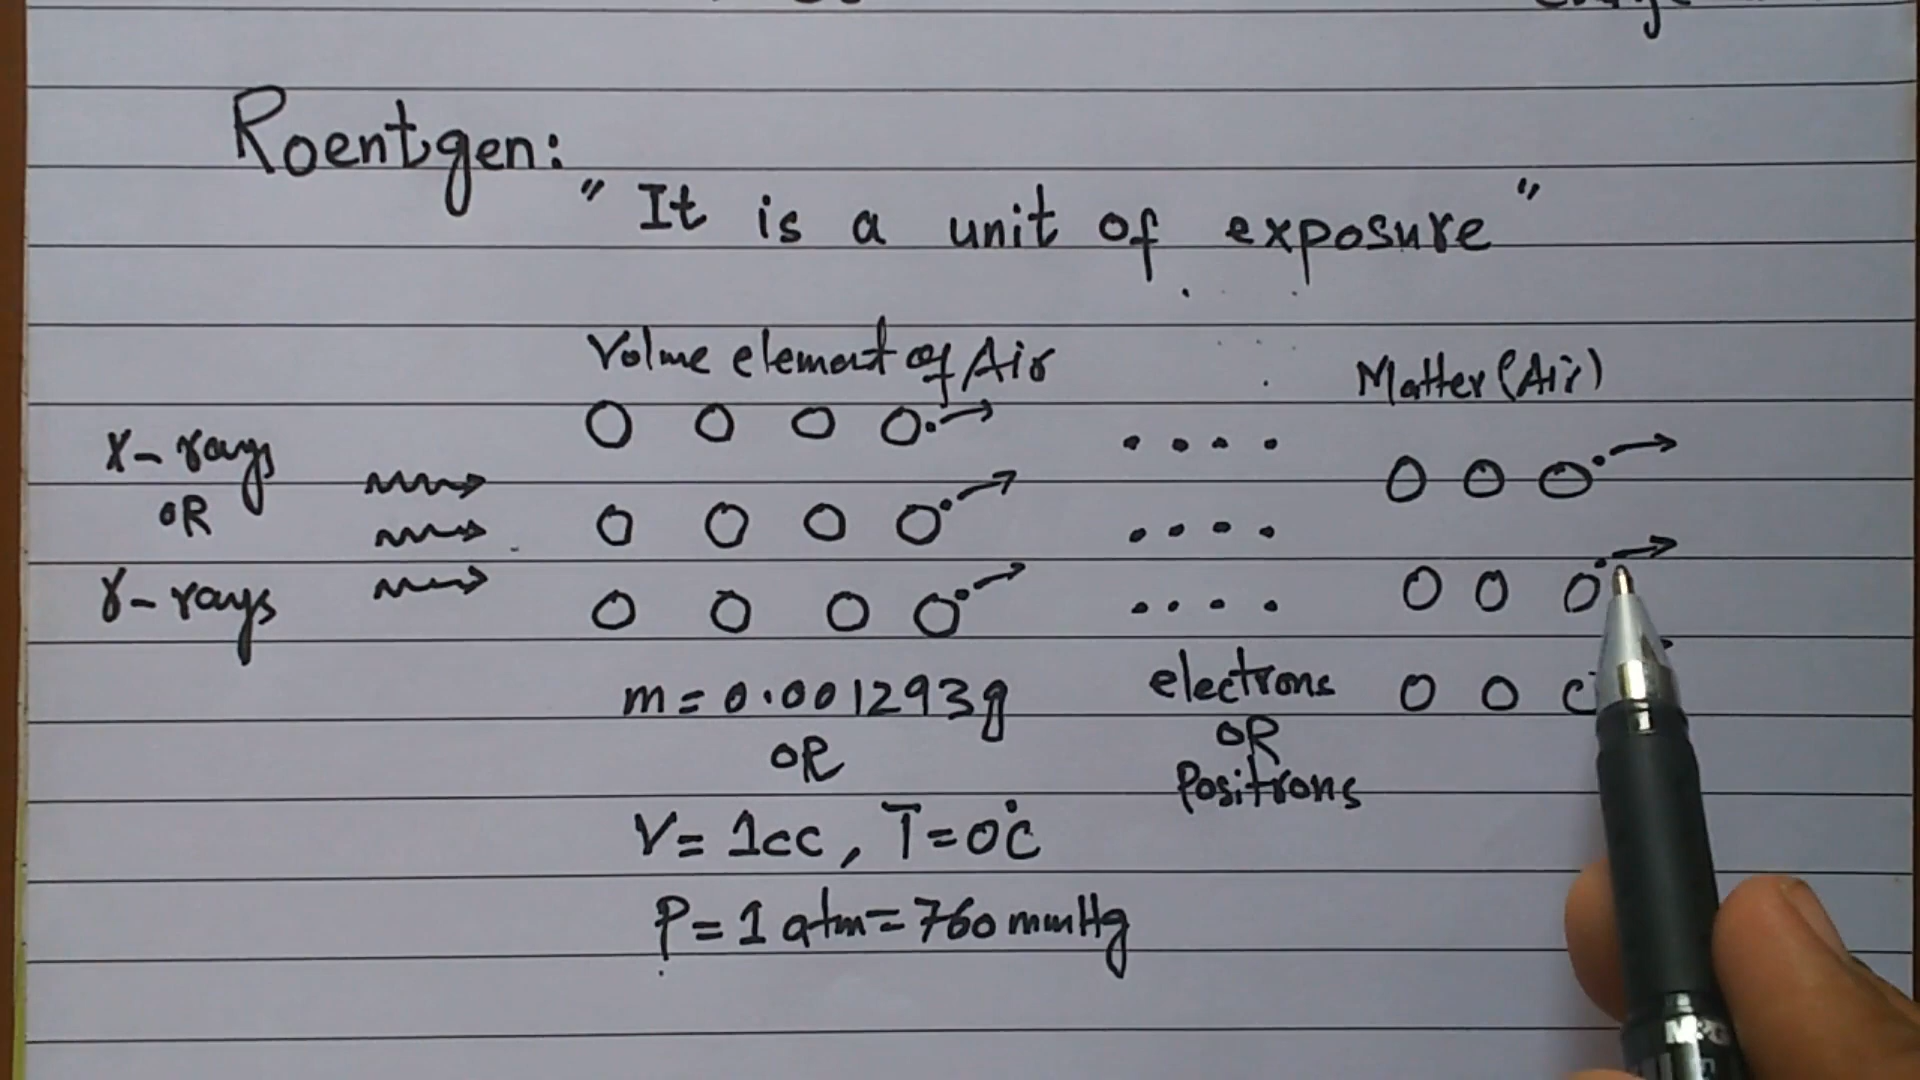 Roentgen:
" It is a unit of exposure "
Volme element of Air
Matter (Air)
X-rays
OR
γ-rays
m = 0.001293g
OR
V = 1cc, T = 0°C
P = 1 atm = 760 mmHg
electrons
OR
Positrons